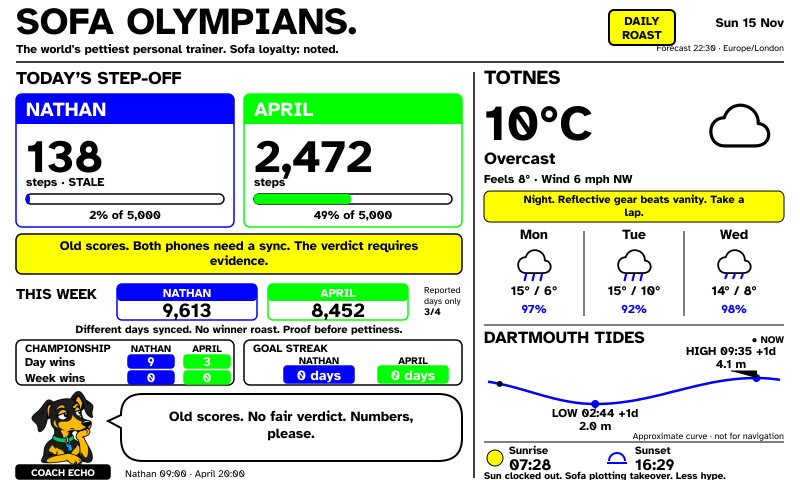 SOFA OLYMPIANS.
The world's pettiest personal trainer. Sofa loyalty: noted.
DAILY
ROAST
Sun 15 Nov
Forecast 22:30 · Europe/London
TODAY'S STEP-OFF
NATHAN
138
steps · STALE
2% of 5,000
APRIL
2,472
steps
49% of 5,000
Old scores. Both phones need a sync. The verdict requires
evidence.
THIS WEEK
NATHAN
9,613
APRIL
8,452
Reported
days only
3/4
Different days synced. No winner roast. Proof before pettiness.
CHAMPIONSHIP NATHAN APRIL
Day wins 9 3
Week wins 0 0
GOAL STREAK
NATHAN APRIL
0 days 0 days
Old scores. No fair verdict. Numbers,
please.
COACH ECHO
Nathan 09:00 · April 20:00
TOTNES
10°C
Overcast
Feels 8° · Wind 6 mph NW
Night. Reflective gear beats vanity. Take a
lap.
Mon Tue Wed
15° / 6° 15° / 10° 14° / 8°
97% 92% 98%
DARTMOUTH TIDES
• NOW
HIGH 09:35 +1d
4.1 m
LOW 02:44 +1d
2.0 m
Approximate curve · not for navigation
Sunrise
07:28
Sunset
16:29
Sun clocked out. Sofa plotting takeover. Less hype.